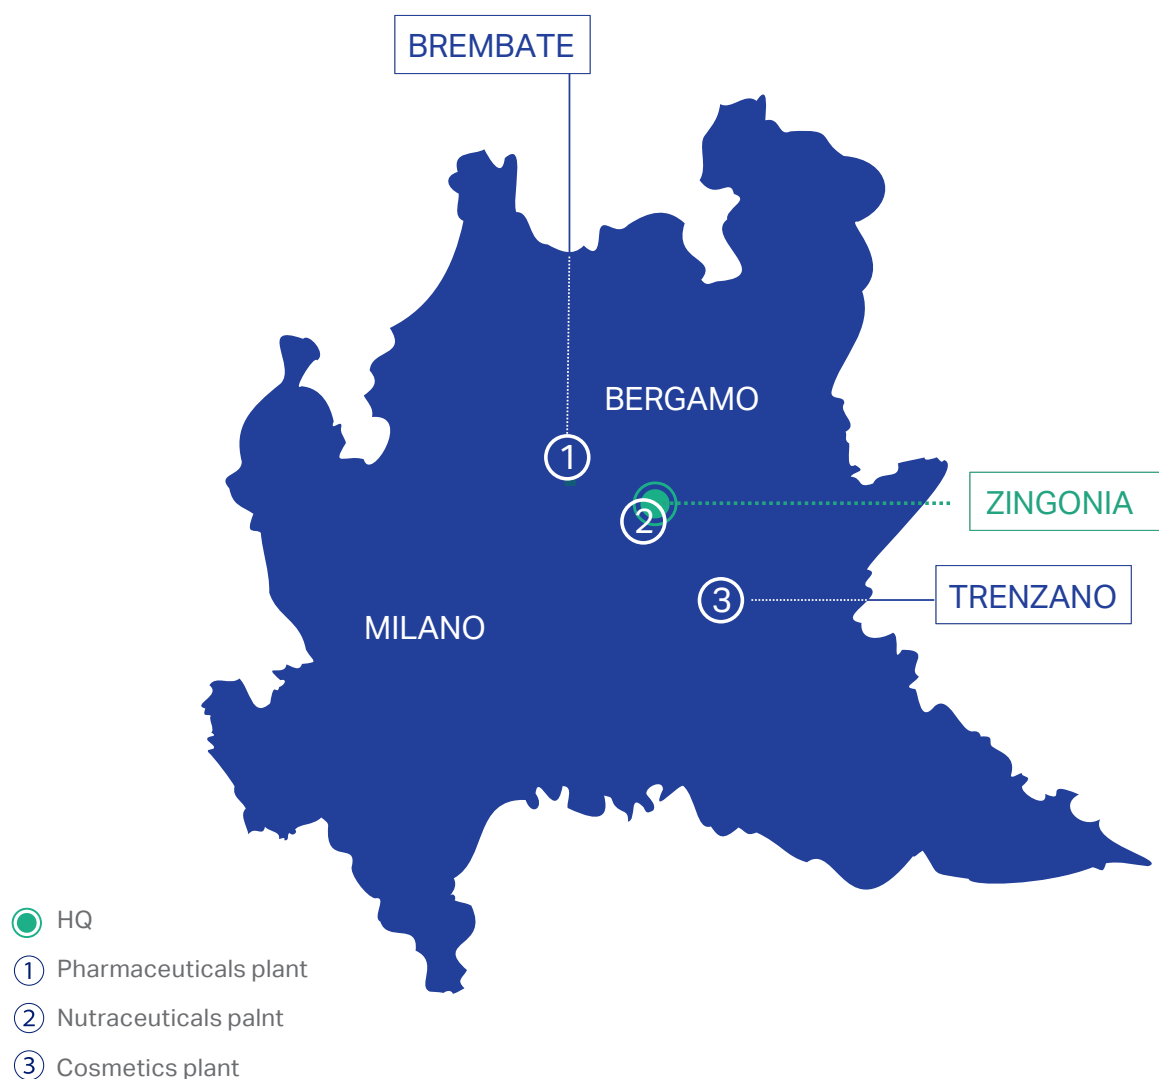 BREMBATE
BERGAMO
1
ZINGONIA
2
TRENZANO
3
MILANO
HQ
1 Pharmaceuticals plant
2 Nutraceuticals palnt
3 Cosmetics plant